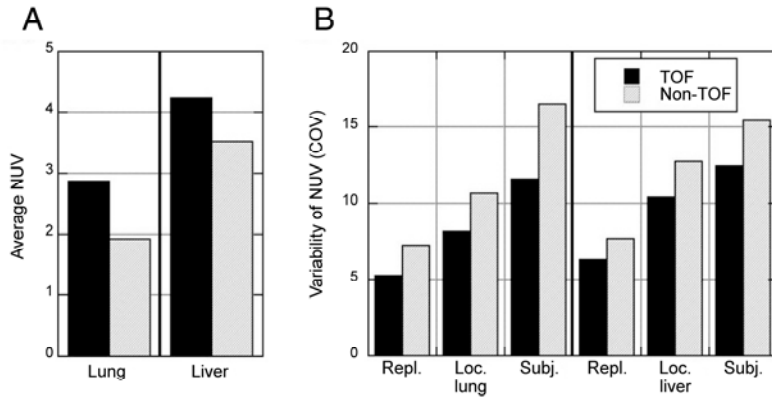 A
Average NUV
5
4
3
2
1
0
Lung
Liver
B
Variability of NUV (COV)
20
15
10
5
0
TOF
Non-TOF
Repl.
Loc.
Subj.
Repl.
Loc.
Subj.
lung
liver